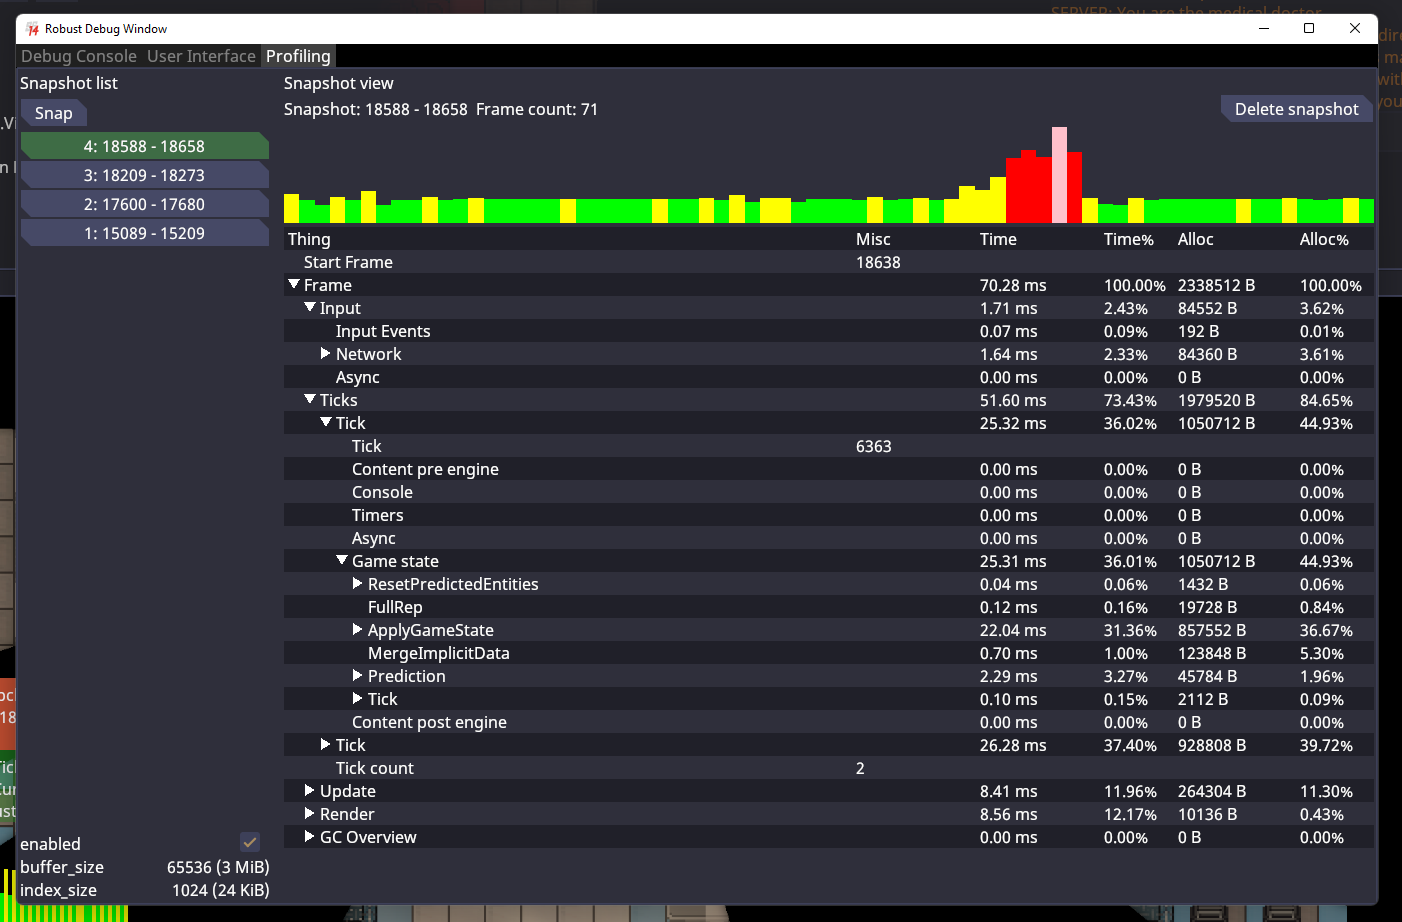 SERVER: You are the medical doctor
14 Robust Debug Window
Debug Console User Interface Profiling
Snapshot list
Snap
4: 18588 - 18658
3: 18209 - 18273
2: 17600 - 17680
1: 15089 - 15209
enabled
buffer_size 65536 (3 MiB)
index_size 1024 (24 KiB)
Snapshot view
Snapshot: 18588 - 18658 Frame count: 71
Delete snapshot
Thing Misc Time Time% Alloc Alloc%
Start Frame 18638
Frame 70.28 ms 100.00% 2338512 B 100.00%
Input 1.71 ms 2.43% 84552 B 3.62%
Input Events 0.07 ms 0.09% 192 B 0.01%
Network 1.64 ms 2.33% 84360 B 3.61%
Async 0.00 ms 0.00% 0 B 0.00%
Ticks 51.60 ms 73.43% 1979520 B 84.65%
Tick 25.32 ms 36.02% 1050712 B 44.93%
Tick 6363
Content pre engine 0.00 ms 0.00% 0 B 0.00%
Console 0.00 ms 0.00% 0 B 0.00%
Timers 0.00 ms 0.00% 0 B 0.00%
Async 0.00 ms 0.00% 0 B 0.00%
Game state 25.31 ms 36.01% 1050712 B 44.93%
ResetPredictedEntities 0.04 ms 0.06% 1432 B 0.06%
FullRep 0.12 ms 0.16% 19728 B 0.84%
ApplyGameState 22.04 ms 31.36% 857552 B 36.67%
MergeImplicitData 0.70 ms 1.00% 123848 B 5.30%
Prediction 2.29 ms 3.27% 45784 B 1.96%
Tick 0.10 ms 0.15% 2112 B 0.09%
Content post engine 0.00 ms 0.00% 0 B 0.00%
Tick 26.28 ms 37.40% 928808 B 39.72%
Tick count 2
Update 8.41 ms 11.96% 264304 B 11.30%
Render 8.56 ms 12.17% 10136 B 0.43%
GC Overview 0.00 ms 0.00% 0 B 0.00%